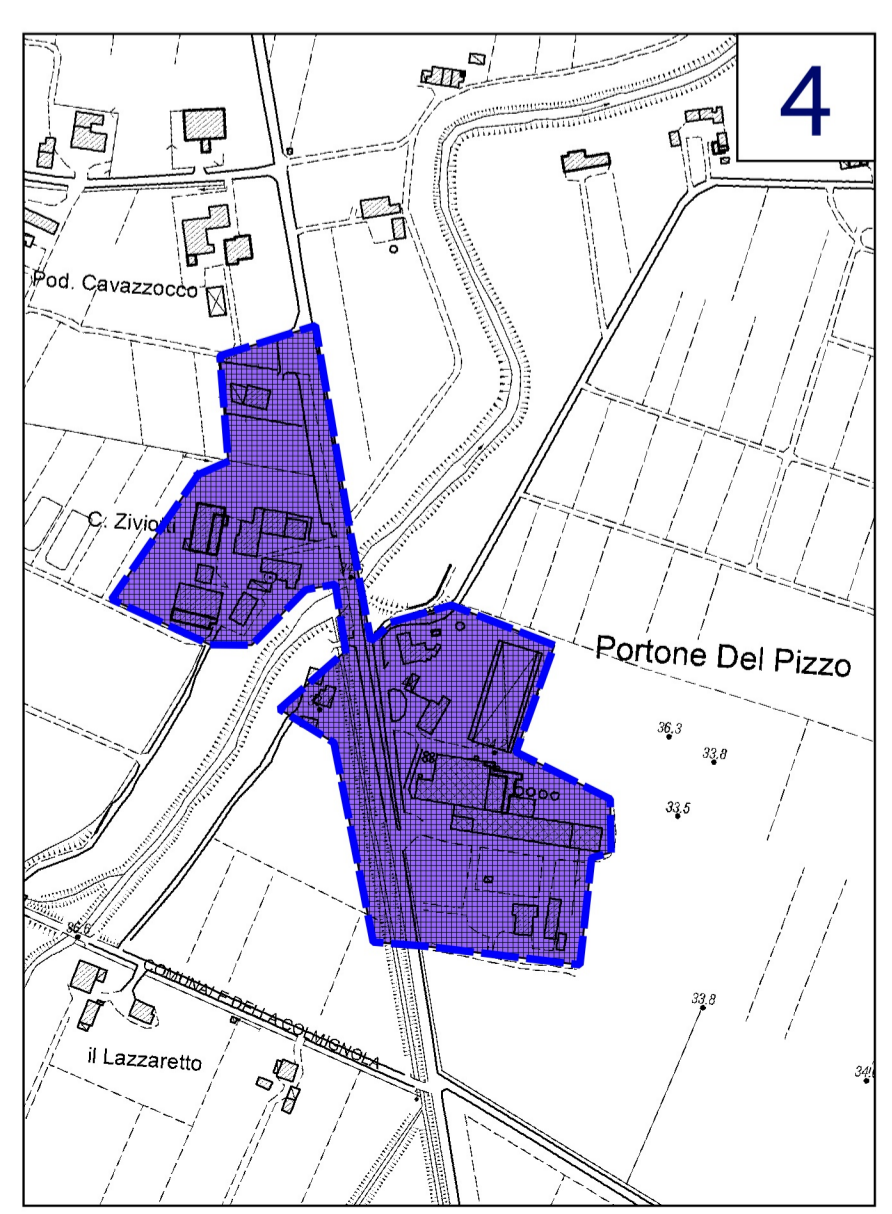 4
Pod. Cavazzocco
C. Ziviotti
Portone Del Pizzo
36,3
33,8
33,5
88
COMUNALE DELLA COLMIGNOLA
33,8
il Lazzaretto